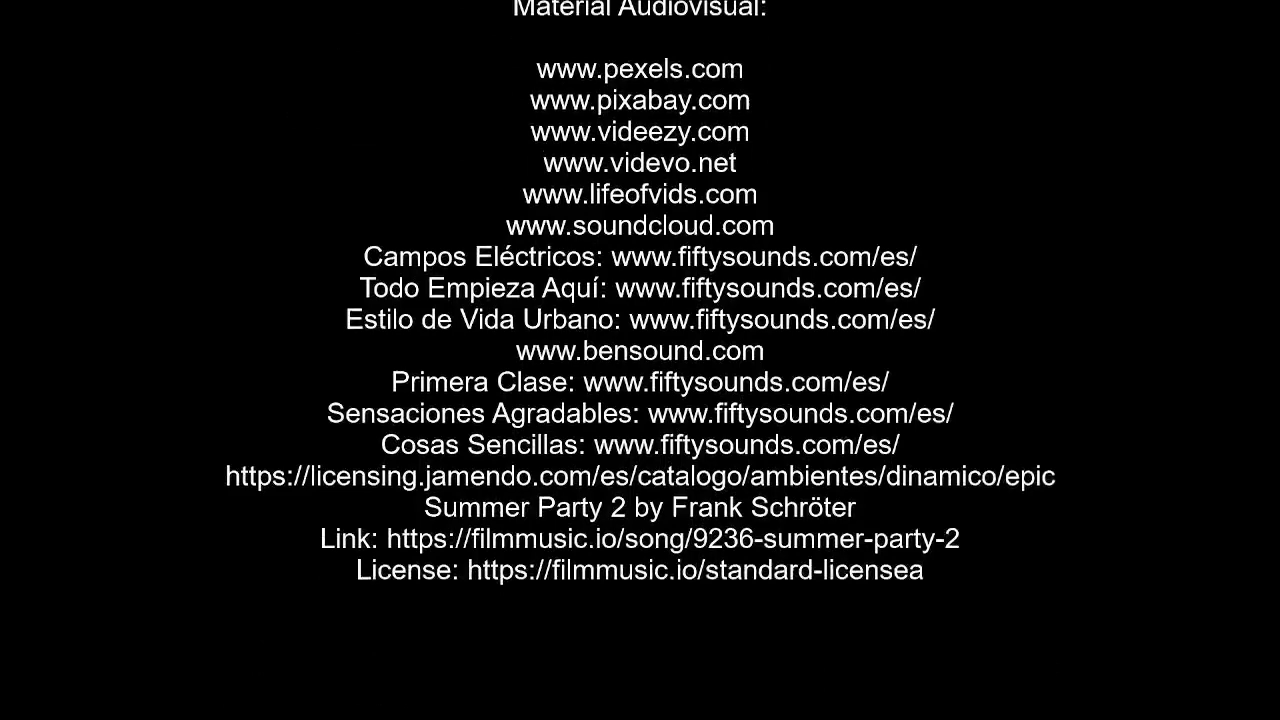 Material Audiovisual:
www.pexels.com
www.pixabay.com
www.videezy.com
www.videvo.net
www.lifeofvids.com
www.soundcloud.com
Campos Eléctricos: www.fiftysounds.com/es/
Todo Empieza Aquí: www.fiftysounds.com/es/
Estilo de Vida Urbano: www.fiftysounds.com/es/
www.bensound.com
Primera Clase: www.fiftysounds.com/es/
Sensaciones Agradables: www.fiftysounds.com/es/
Cosas Sencillas: www.fiftysounds.com/es/
https://licensing.jamendo.com/es/catalogo/ambientes/dinamico/epic
Summer Party 2 by Frank Schröter
Link: https://filmmusic.io/song/9236-summer-party-2
License: https://filmmusic.io/standard-licensea